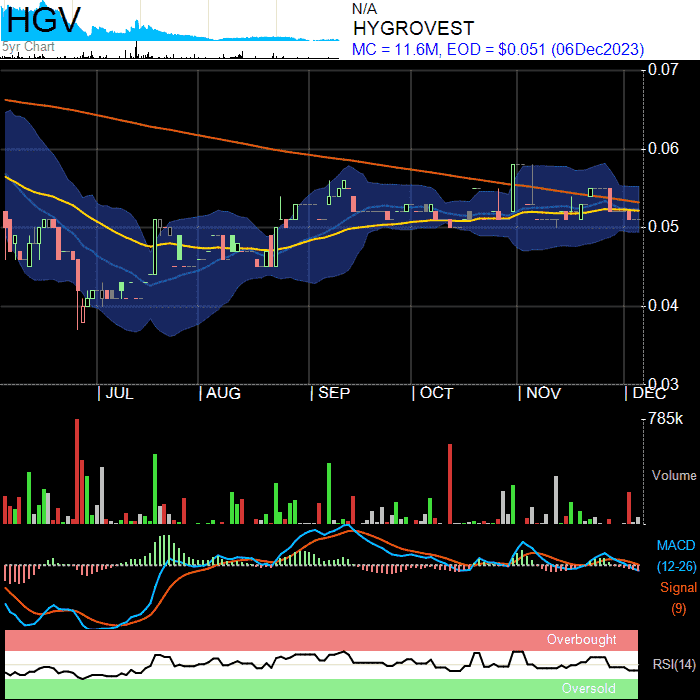 HGV
5yr Chart
N/A
HYGROVEST
MC = 11.6M, EOD = $0.051 (06Dec2023)
0.07
0.06
0.05
0.04
0.03
JUL
AUG
SEP
OCT
NOV
DEC
785k
Volume
MACD
(12-26)
Signal
(9)
Overbought
RSI(14)
Oversold